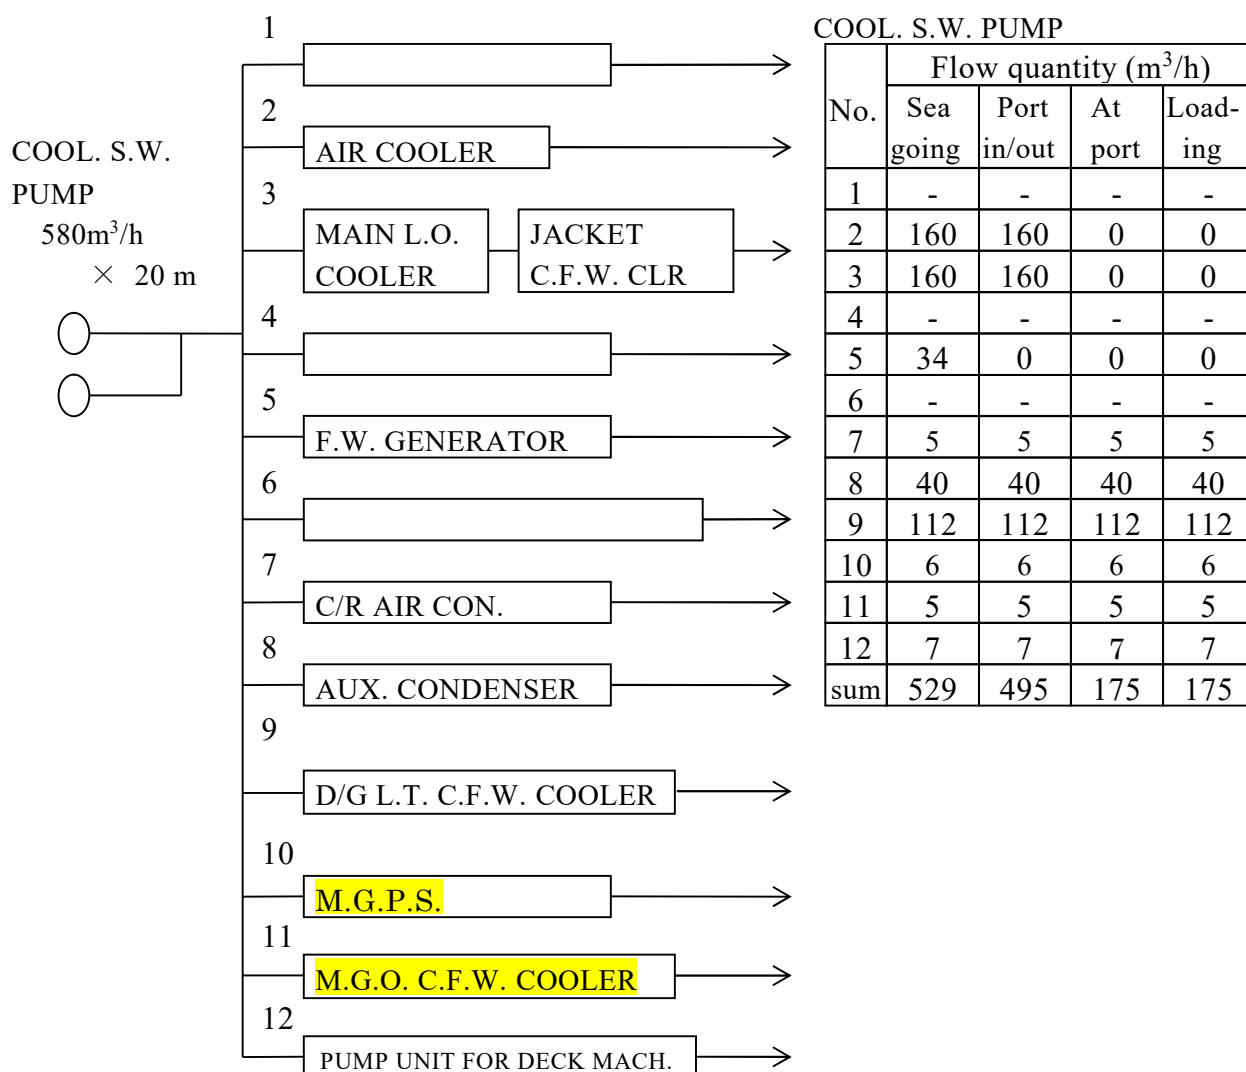 COOL. S.W.
PUMP
580m³/h
× 20 m
1
2
AIR COOLER
3
MAIN L.O.
COOLER
JACKET
C.F.W. CLR
4
5
F.W. GENERATOR
6
7
C/R AIR CON.
8
AUX. CONDENSER
9
D/G L.T. C.F.W. COOLER
10
M.G.P.S.
11
M.G.O. C.F.W. COOLER
12
PUMP UNIT FOR DECK MACH.
COOL. S.W. PUMP
No. Flow quantity (m³/h)
Sea going Port in/out At port Load-ing
1 - - - -
2 160 160 0 0
3 160 160 0 0
4 - - - -
5 34 0 0 0
6 - - - -
7 5 5 5 5
8 40 40 40 40
9 112 112 112 112
10 6 6 6 6
11 5 5 5 5
12 7 7 7 7
sum 529 495 175 175